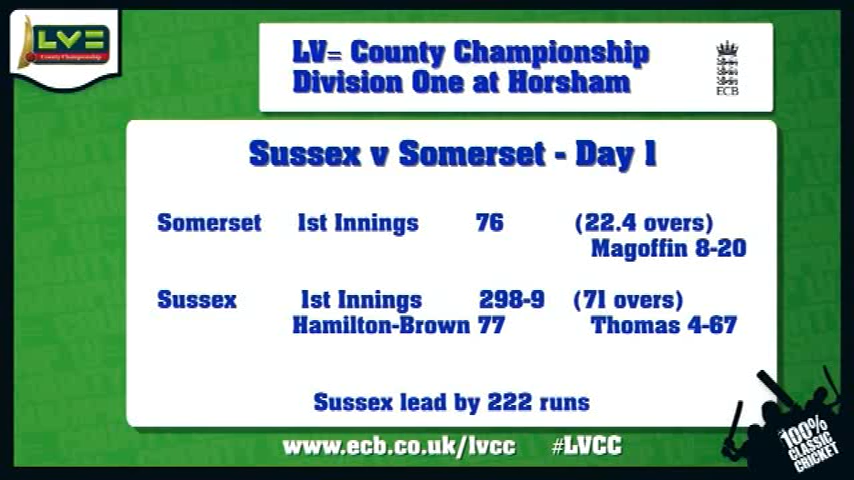 LV=
County Championship
LV= County Championship
Division One at Horsham
ECB
Sussex v Somerset - Day 1
Somerset 1st Innings 76 (22.4 overs)
Magoffin 8-20
Sussex 1st Innings 298-9 (71 overs)
Hamilton-Brown 77 Thomas 4-67
Sussex lead by 222 runs
www.ecb.co.uk/lvcc #LVCC
100%
CLASSIC
CRICKET